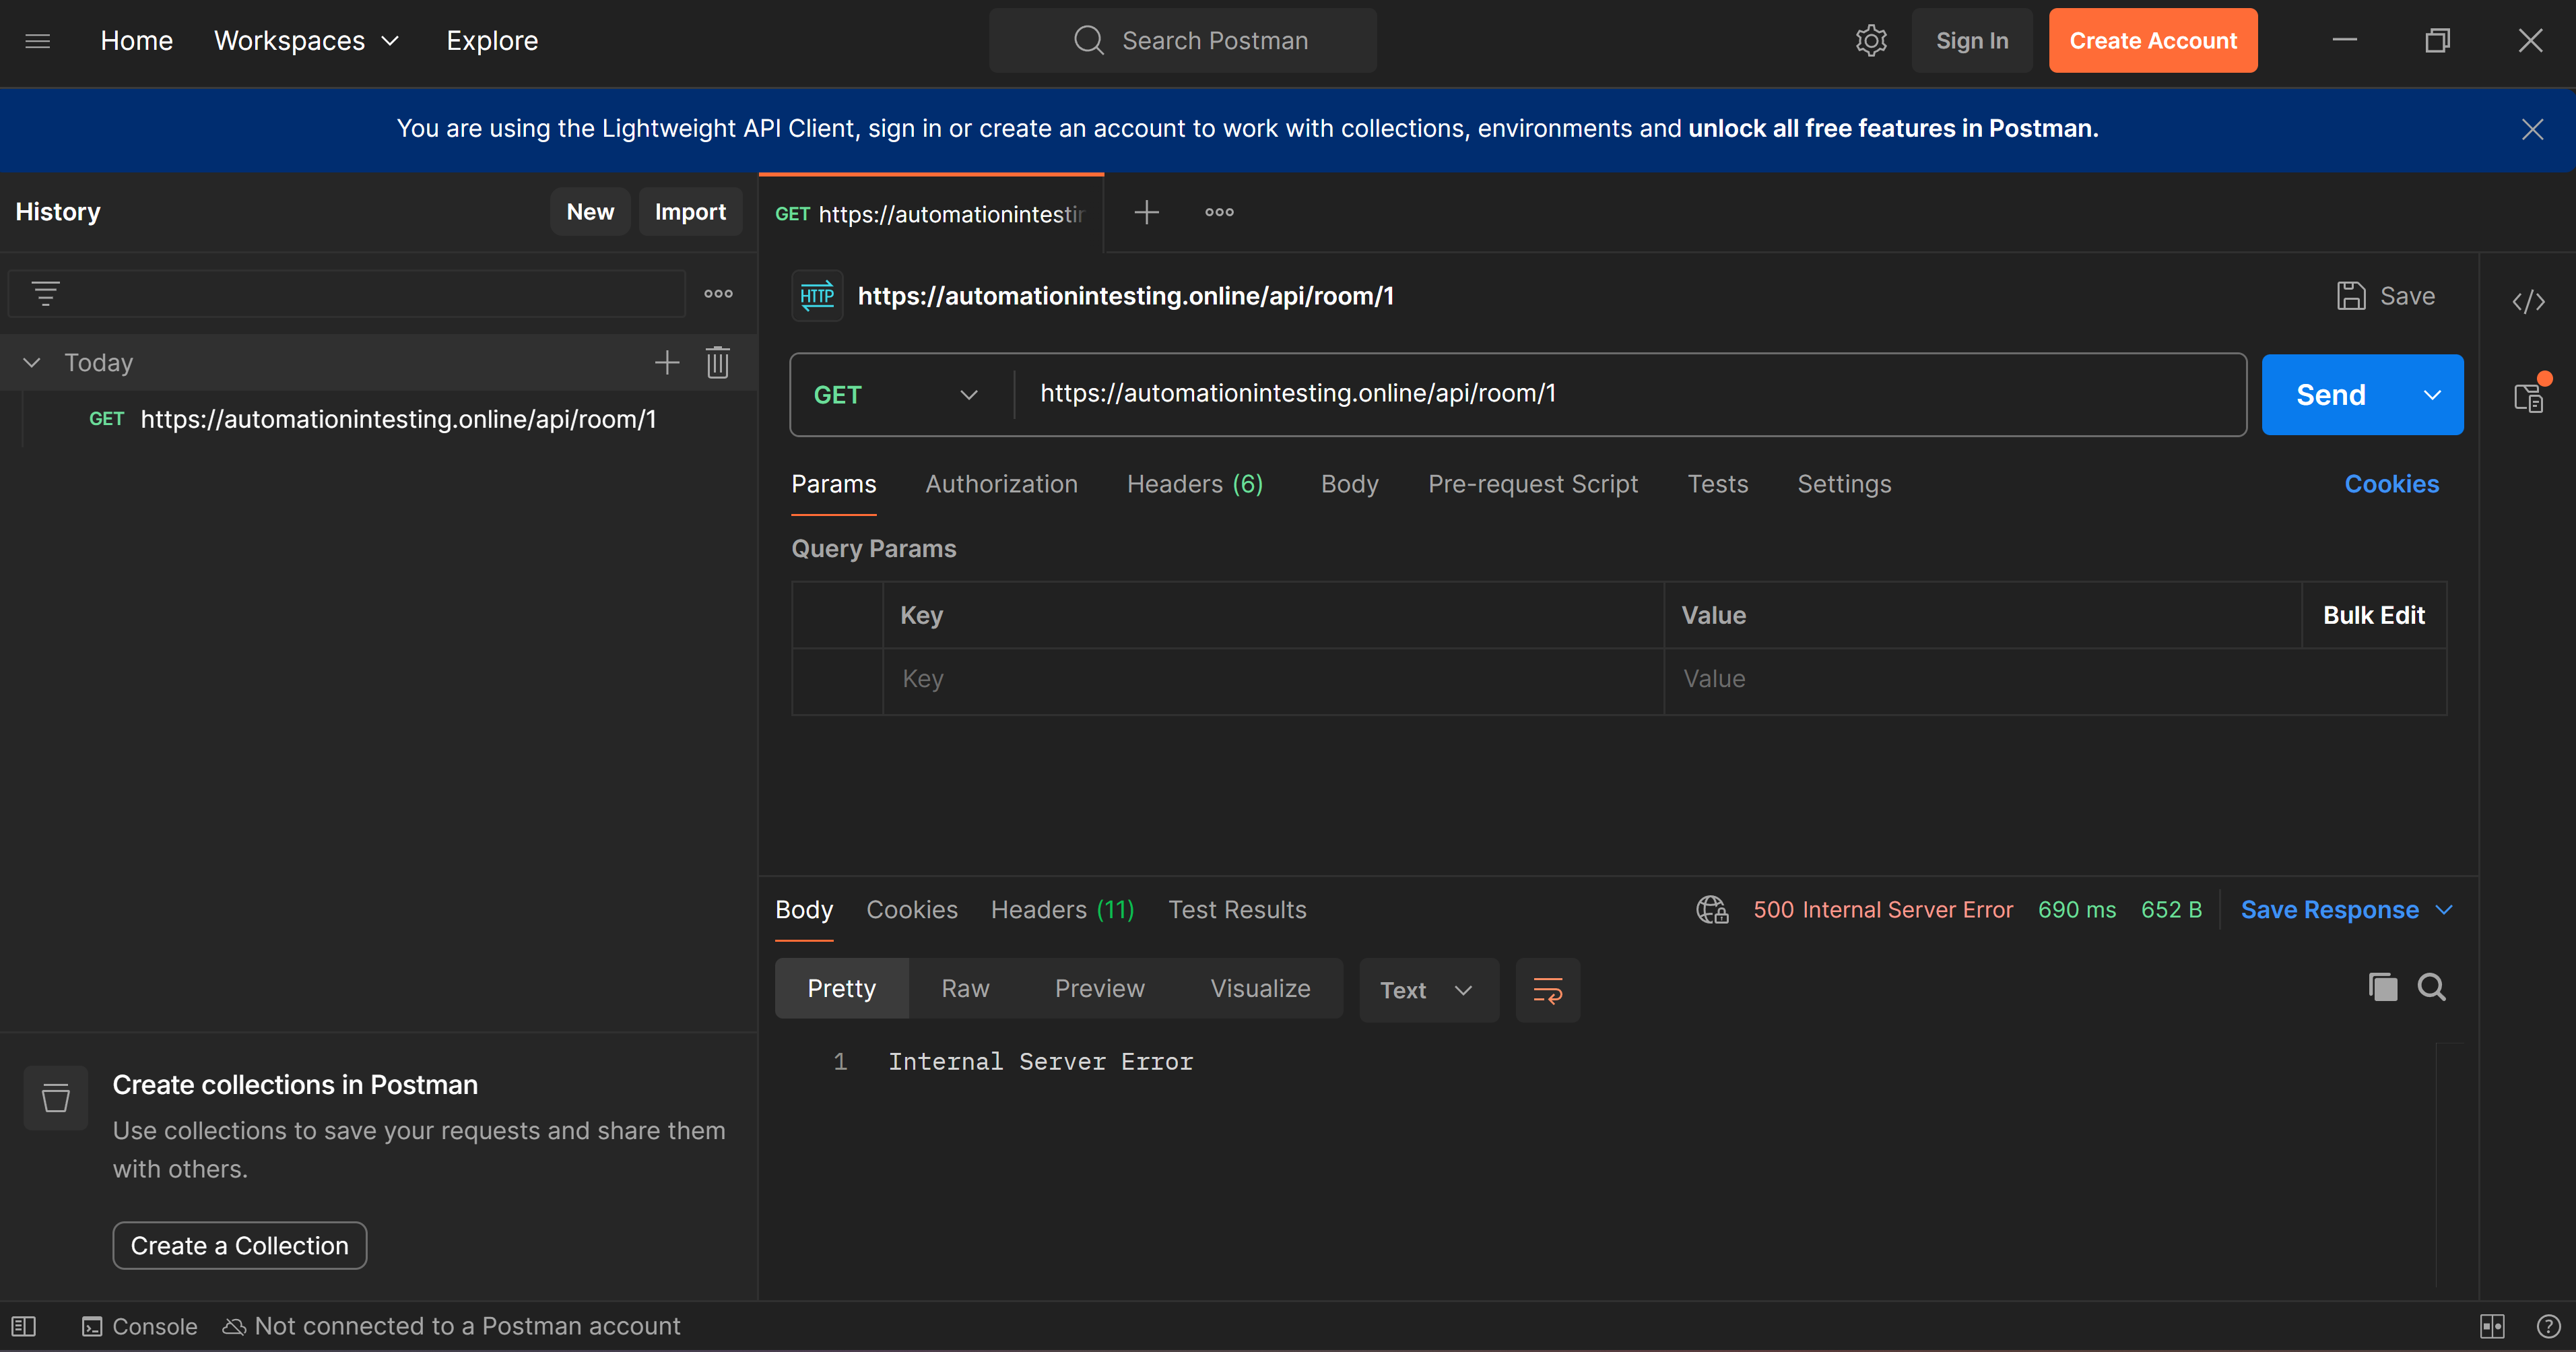 Home Workspaces Explore
Search Postman
Sign In Create Account
You are using the Lightweight API Client, sign in or create an account to work with collections, environments and unlock all free features in Postman.
History
New Import
Today
GET https://automationintesting.online/api/room/1
Create collections in Postman
Use collections to save your requests and share them
with others.
Create a Collection
GET https://automationintestin
HTTP https://automationintesting.online/api/room/1
Save
GET https://automationintesting.online/api/room/1
Send
Params Authorization Headers (6) Body Pre-request Script Tests Settings
Cookies
Query Params
Key Value Bulk Edit
Key Value
Body Cookies Headers (11) Test Results
500 Internal Server Error 690 ms 652 B Save Response
Pretty Raw Preview Visualize Text
1 Internal Server Error
Console Not connected to a Postman account